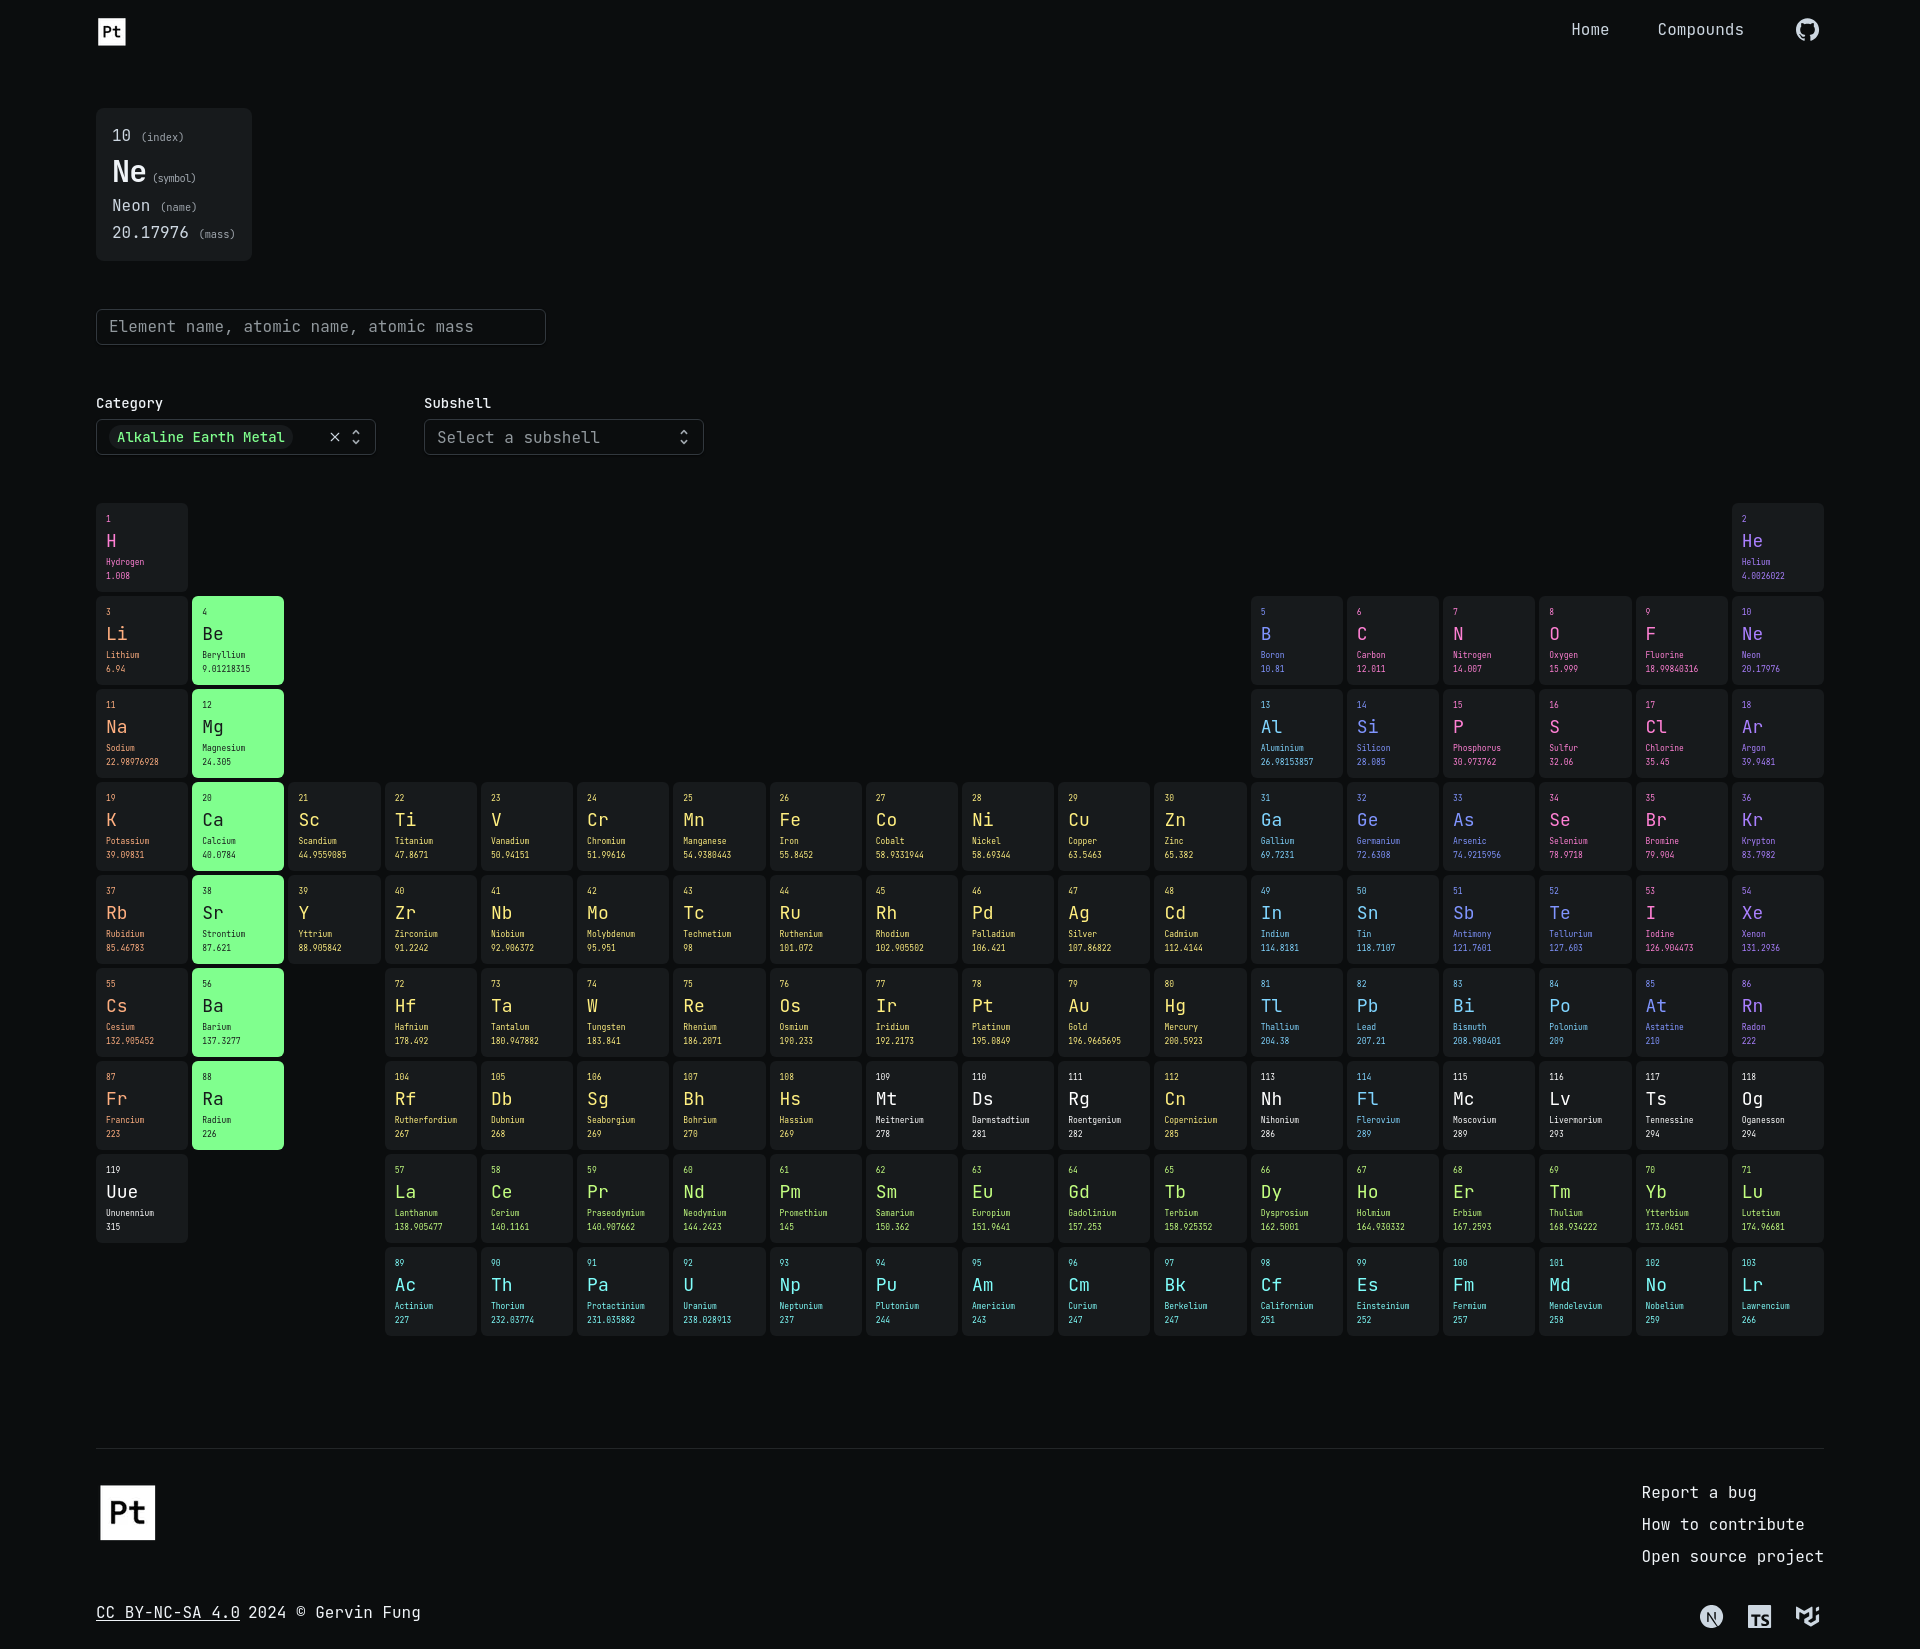 Pt
Home Compounds
10 (index)
Ne (symbol)
Neon (name)
20.17976 (mass)
Element name, atomic name, atomic mass
Category Subshell
Alkaline Earth Metal Select a subshell
1 2
H He
Hydrogen Helium
1.008 4.0026022
3 4 5 6 7 8 9 10
Li Be B C N O F Ne
Lithium Beryllium Boron Carbon Nitrogen Oxygen Fluorine Neon
6.94 9.01218315 10.81 12.011 14.007 15.999 18.99840316 20.17976
11 12 13 14 15 16 17 18
Na Mg Al Si P S Cl Ar
Sodium Magnesium Aluminium Silicon Phosphorus Sulfur Chlorine Argon
22.98976928 24.305 26.98153857 28.085 30.973762 32.06 35.45 39.9481
19 20 21 22 23 24 25 26 27 28 29 30 31 32 33 34 35 36
K Ca Sc Ti V Cr Mn Fe Co Ni Cu Zn Ga Ge As Se Br Kr
Potassium Calcium Scandium Titanium Vanadium Chromium Manganese Iron Cobalt Nickel Copper Zinc Gallium Germanium Arsenic Selenium Bromine Krypton
39.09831 40.0784 44.9559085 47.8671 50.94151 51.99616 54.9380443 55.8452 58.9331944 58.69344 63.5463 65.382 69.7231 72.6308 74.9215956 78.9718 79.904 83.7982
37 38 39 40 41 42 43 44 45 46 47 48 49 50 51 52 53 54
Rb Sr Y Zr Nb Mo Tc Ru Rh Pd Ag Cd In Sn Sb Te I Xe
Rubidium Strontium Yttrium Zirconium Niobium Molybdenum Technetium Ruthenium Rhodium Palladium Silver Cadmium Indium Tin Antimony Tellurium Iodine Xenon
85.46783 87.621 88.905842 91.2242 92.906372 95.951 98 101.072 102.905502 106.421 107.86822 112.4144 114.8181 118.7107 121.7601 127.603 126.904473 131.2936
55 56 72 73 74 75 76 77 78 79 80 81 82 83 84 85 86
Cs Ba Hf Ta W Re Os Ir Pt Au Hg Tl Pb Bi Po At Rn
Cesium Barium Hafnium Tantalum Tungsten Rhenium Osmium Iridium Platinum Gold Mercury Thallium Lead Bismuth Polonium Astatine Radon
132.905452 137.3277 178.492 180.947882 183.841 186.2071 190.233 192.2173 195.0849 196.9665695 200.5923 204.38 207.21 208.980401 209 210 222
87 88 104 105 106 107 108 109 110 111 112 113 114 115 116 117 118
Fr Ra Rf Db Sg Bh Hs Mt Ds Rg Cn Nh Fl Mc Lv Ts Og
Francium Radium Rutherfordium Dubnium Seaborgium Bohrium Hassium Meitnerium Darmstadtium Roentgenium Copernicium Nihonium Flerovium Moscovium Livermorium Tennessine Oganesson
223 226 267 268 269 270 269 278 281 282 285 286 289 289 293 294 294
119 57 58 59 60 61 62 63 64 65 66 67 68 69 70 71
Uue La Ce Pr Nd Pm Sm Eu Gd Tb Dy Ho Er Tm Yb Lu
Ununennium Lanthanum Cerium Praseodymium Neodymium Promethium Samarium Europium Gadolinium Terbium Dysprosium Holmium Erbium Thulium Ytterbium Lutetium
315 138.905477 140.1161 140.907662 144.2423 145 150.362 151.9641 157.253 158.925352 162.5001 164.930332 167.2593 168.934222 173.0451 174.96681
89 90 91 92 93 94 95 96 97 98 99 100 101 102 103
Ac Th Pa U Np Pu Am Cm Bk Cf Es Fm Md No Lr
Actinium Thorium Protactinium Uranium Neptunium Plutonium Americium Curium Berkelium Californium Einsteinium Fermium Mendelevium Nobelium Lawrencium
227 232.03774 231.035882 238.028913 237 244 243 247 247 251 252 257 258 259 266
Pt
Report a bug
How to contribute
Open source project
CC BY-NC-SA 4.0 2024 © Gervin Fung
N TS